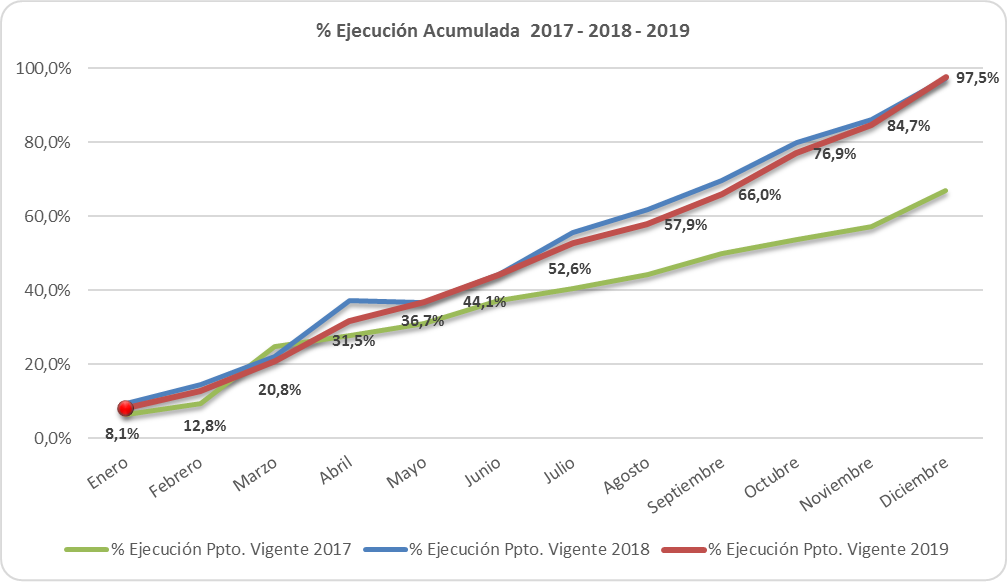 % Ejecución Acumulada 2017 - 2018 - 2019
100,0%
80,0%
60,0%
40,0%
20,0%
0,0%
8,1%
12,8%
20,8%
31,5%
36,7%
44,1%
52,6%
57,9%
66,0%
76,9%
84,7%
97,5%
Enero
Febrero
Marzo
Abril
Mayo
Junio
Julio
Agosto
Septiembre
Octubre
Noviembre
Diciembre
% Ejecución Ppto. Vigente 2017
% Ejecución Ppto. Vigente 2018
% Ejecución Ppto. Vigente 2019